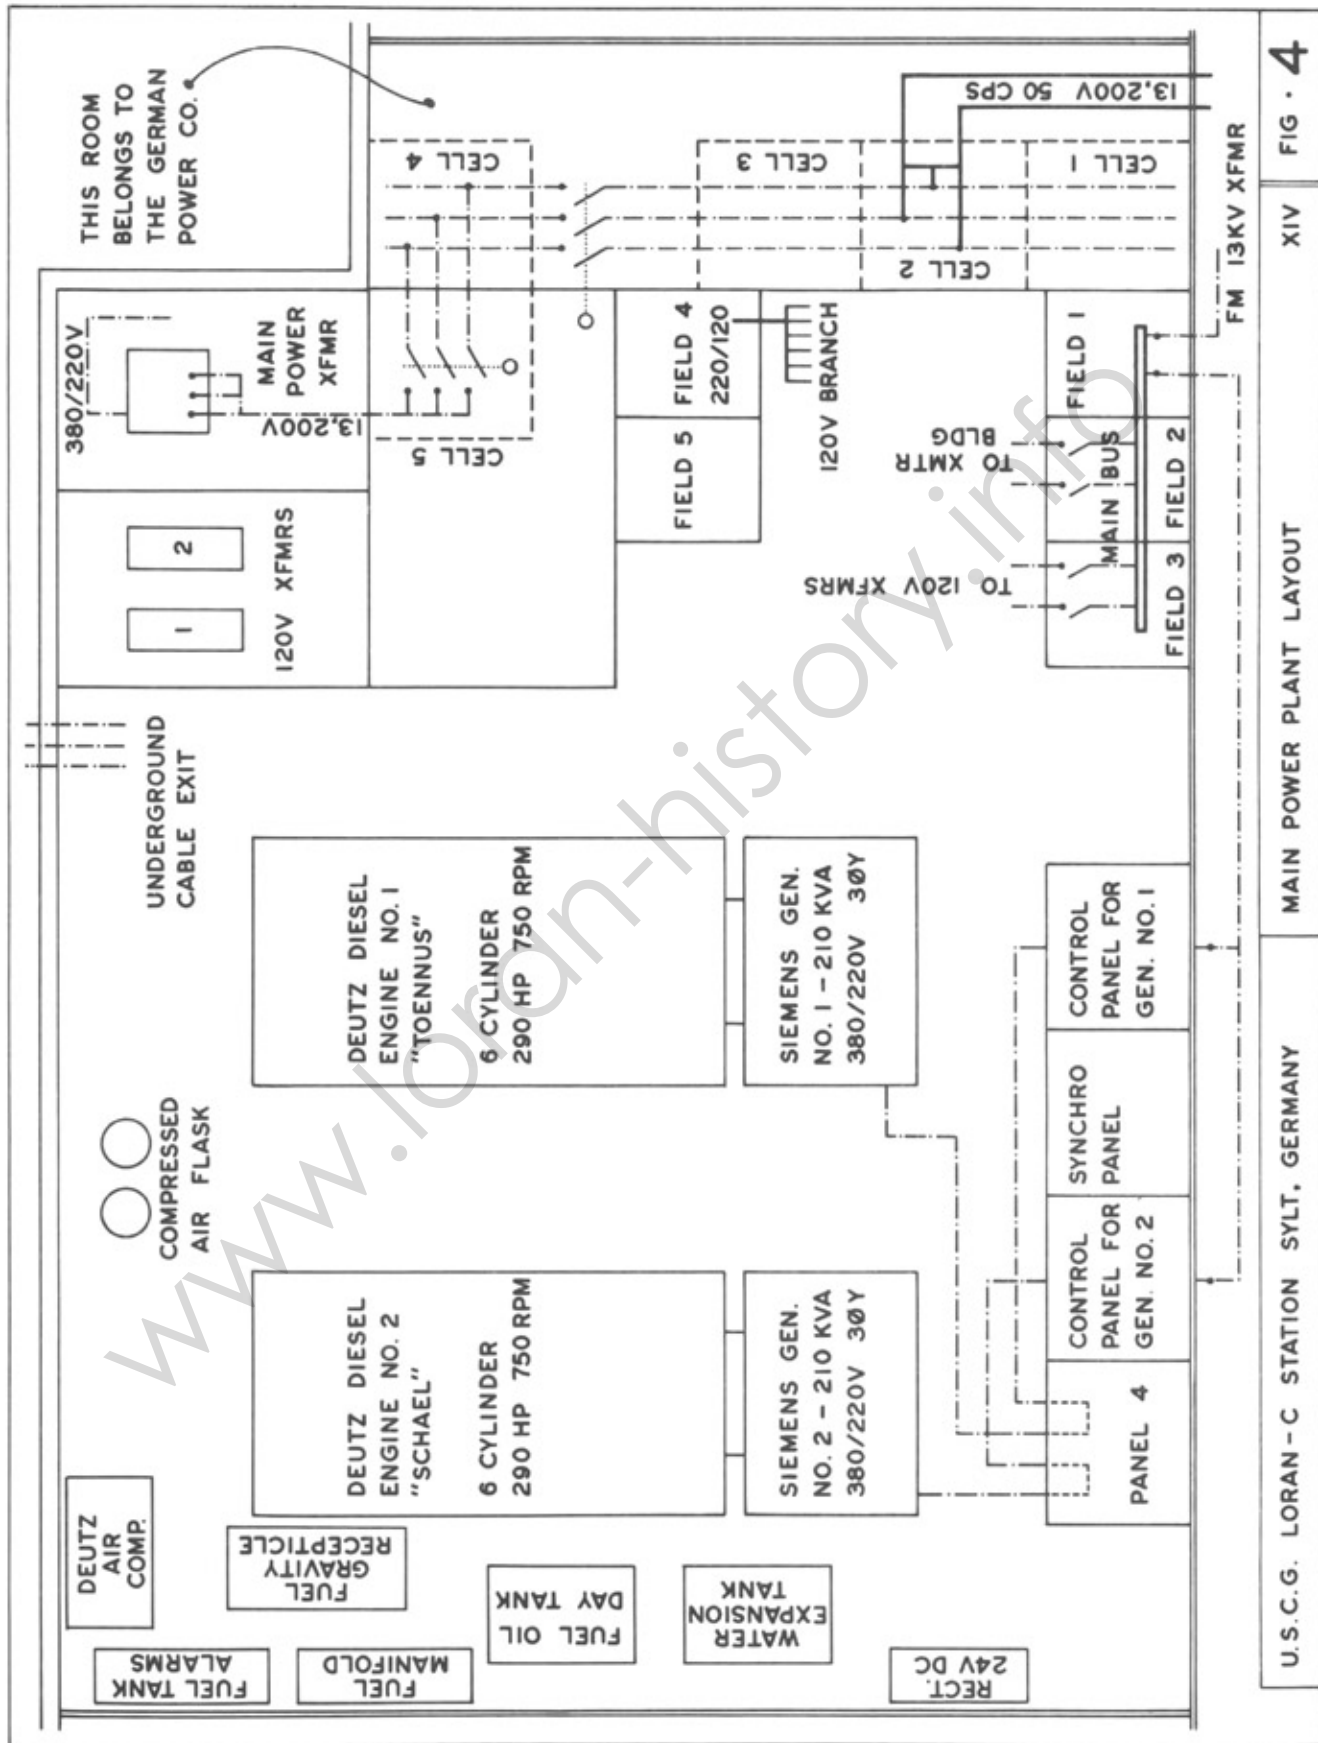 DEUTZ
AIR
COMP.
FUEL TANK
ALARMS
FUEL
MANIFOLD
FUEL
GRAVITY
RECEPTICLE
FUEL OIL
DAY TANK
WATER
EXPANSION
TANK
RECT.
24V DC
COMPRESSED
AIR FLASK
DEUTZ DIESEL
ENGINE NO. 2
"SCHAEL"
6 CYLINDER
290 HP 750 RPM
SIEMENS GEN.
NO. 2 - 210 KVA
380/220V 3ØY
DEUTZ DIESEL
ENGINE NO. 1
"TOENNUS"
6 CYLINDER
290 HP 750 RPM
SIEMENS GEN.
NO. 1 - 210 KVA
380/220V 3ØY
PANEL 4
CONTROL
PANEL FOR
GEN. NO. 2
SYNCHRO
PANEL
CONTROL
PANEL FOR
GEN. NO. 1
UNDERGROUND
CABLE EXIT
1
2
120V XFMRS
380/220V
MAIN
POWER
XFMR
13,200V
THIS ROOM
BELONGS TO
THE GERMAN
POWER CO.
CELL 5
CELL 4
CELL 3
CELL 2
CELL 1
13,200V 50 CPS
FIELD 5
FIELD 4
220/120
120V BRANCH
TO XMTR
BLDG
TO 120V XFMRS
MAIN BUS
FIELD 3
FIELD 2
FIELD 1
FM 13KV XFMR
U.S.C.G. LORAN-C STATION SYLT, GERMANY
MAIN POWER PLANT LAYOUT
XIV
FIG · 4
www.loran-history.info